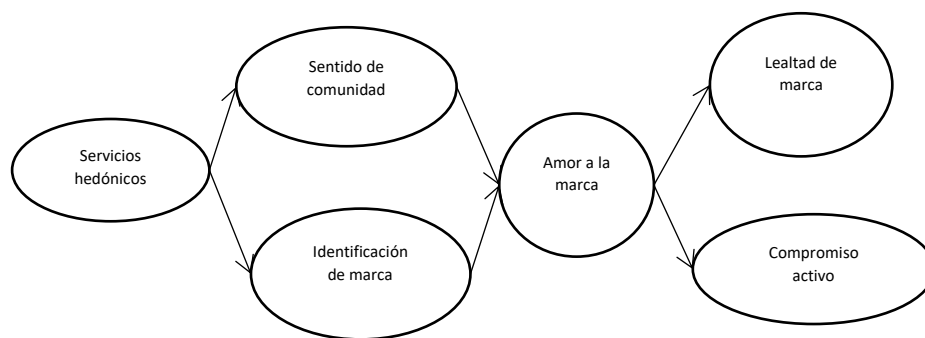 Servicios
hedónicos
Sentido de
comunidad
Identificación
de marca
Amor a la
marca
Lealtad de
marca
Compromiso
activo